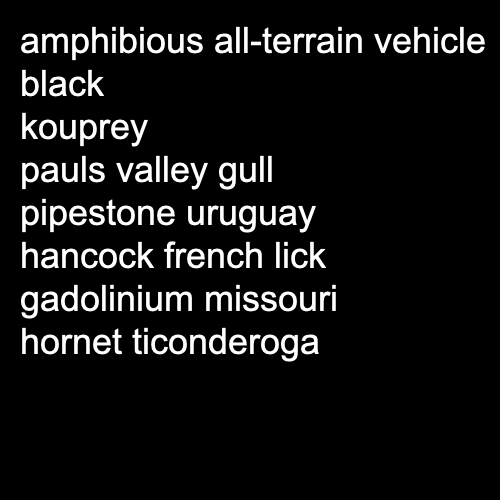 amphibious all-terrain vehicle
black
kouprey
pauls valley gull
pipestone uruguay
hancock french lick
gadolinium missouri
hornet ticonderoga